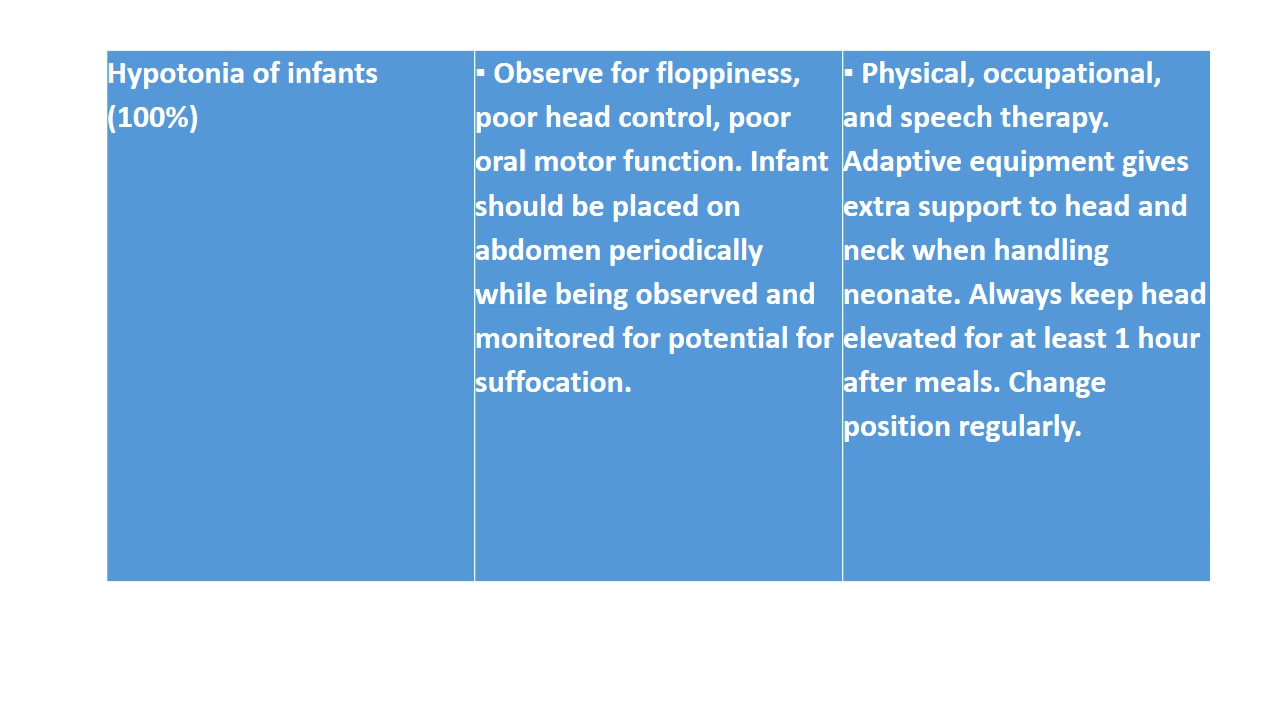 Hypotonia of infants
(100%)
▪ Observe for floppiness,
poor head control, poor
oral motor function. Infant
should be placed on
abdomen periodically
while being observed and
monitored for potential for
suffocation.
▪ Physical, occupational,
and speech therapy.
Adaptive equipment gives
extra support to head and
neck when handling
neonate. Always keep head
elevated for at least 1 hour
after meals. Change
position regularly.